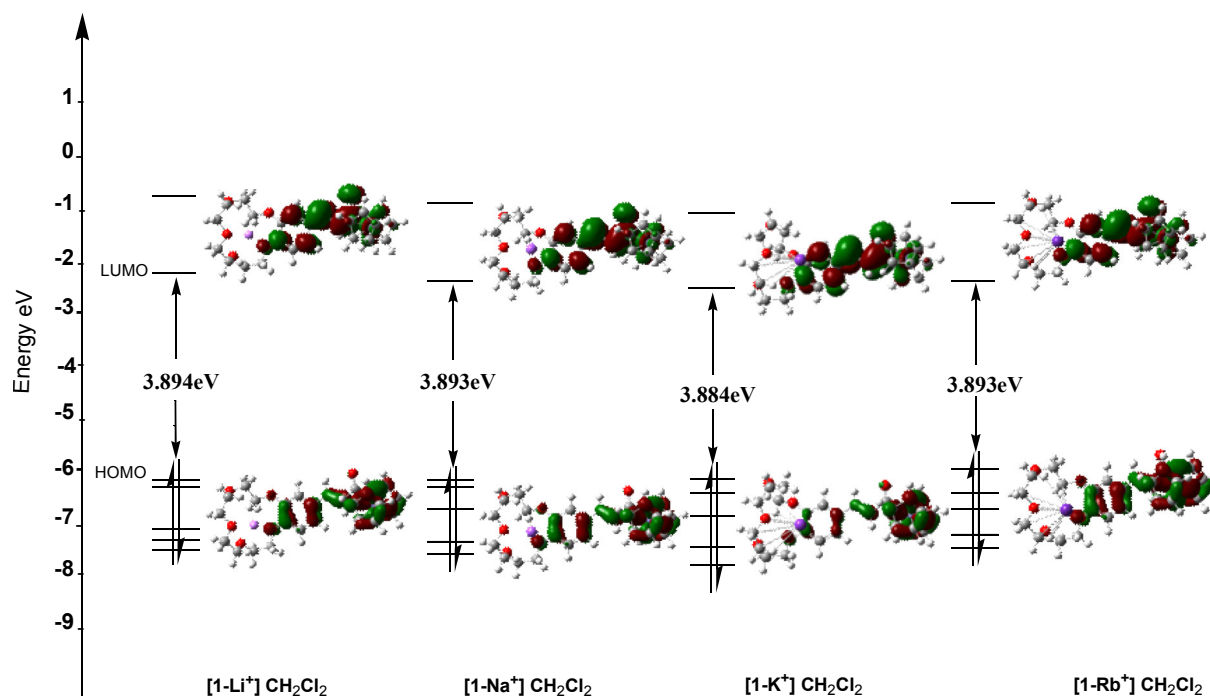 1
0
-1
-2
-3
-4
-5
-6
-7
-8
-9
Energy eV
LUMO
HOMO
3.894eV
3.893eV
3.884eV
3.893eV
[1-Li⁺] CH₂Cl₂
[1-Na⁺] CH₂Cl₂
[1-K⁺] CH₂Cl₂
[1-Rb⁺] CH₂Cl₂